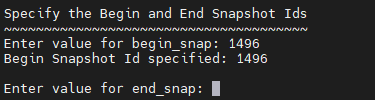 Specify the Begin and End Snapshot Ids
~~~~~~~~~~~~~~~~~~~~~~~~~~~~~~~~~~~~~~
Enter value for begin_snap: 1496
Begin Snapshot Id specified: 1496
Enter value for end_snap: